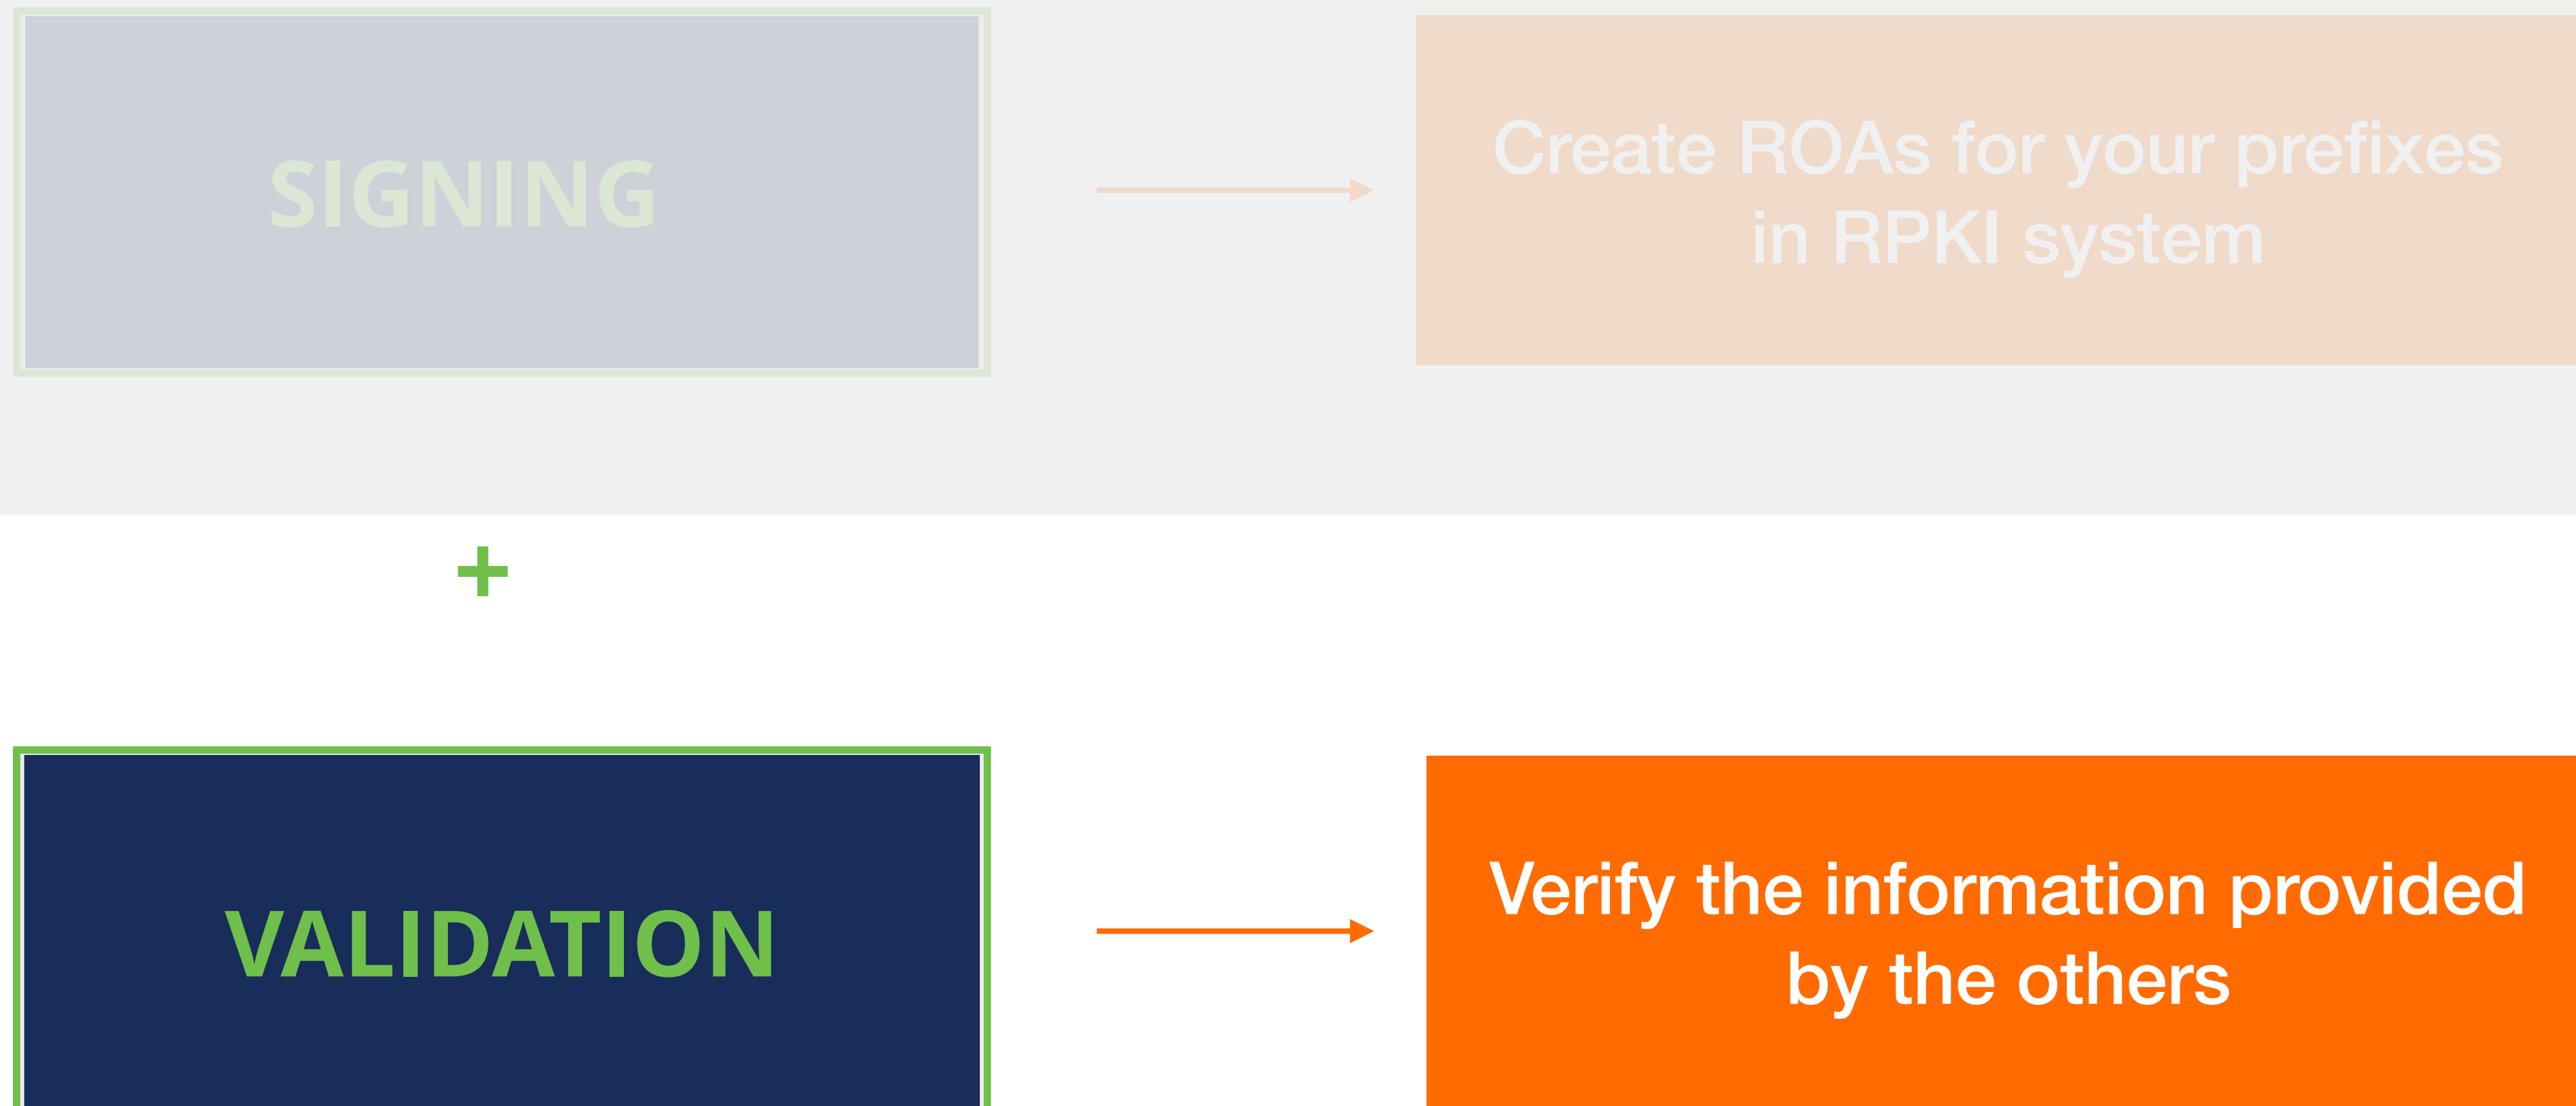 SIGNING
Create ROAs for your prefixes
in RPKI system
+
VALIDATION
Verify the information provided
by the others